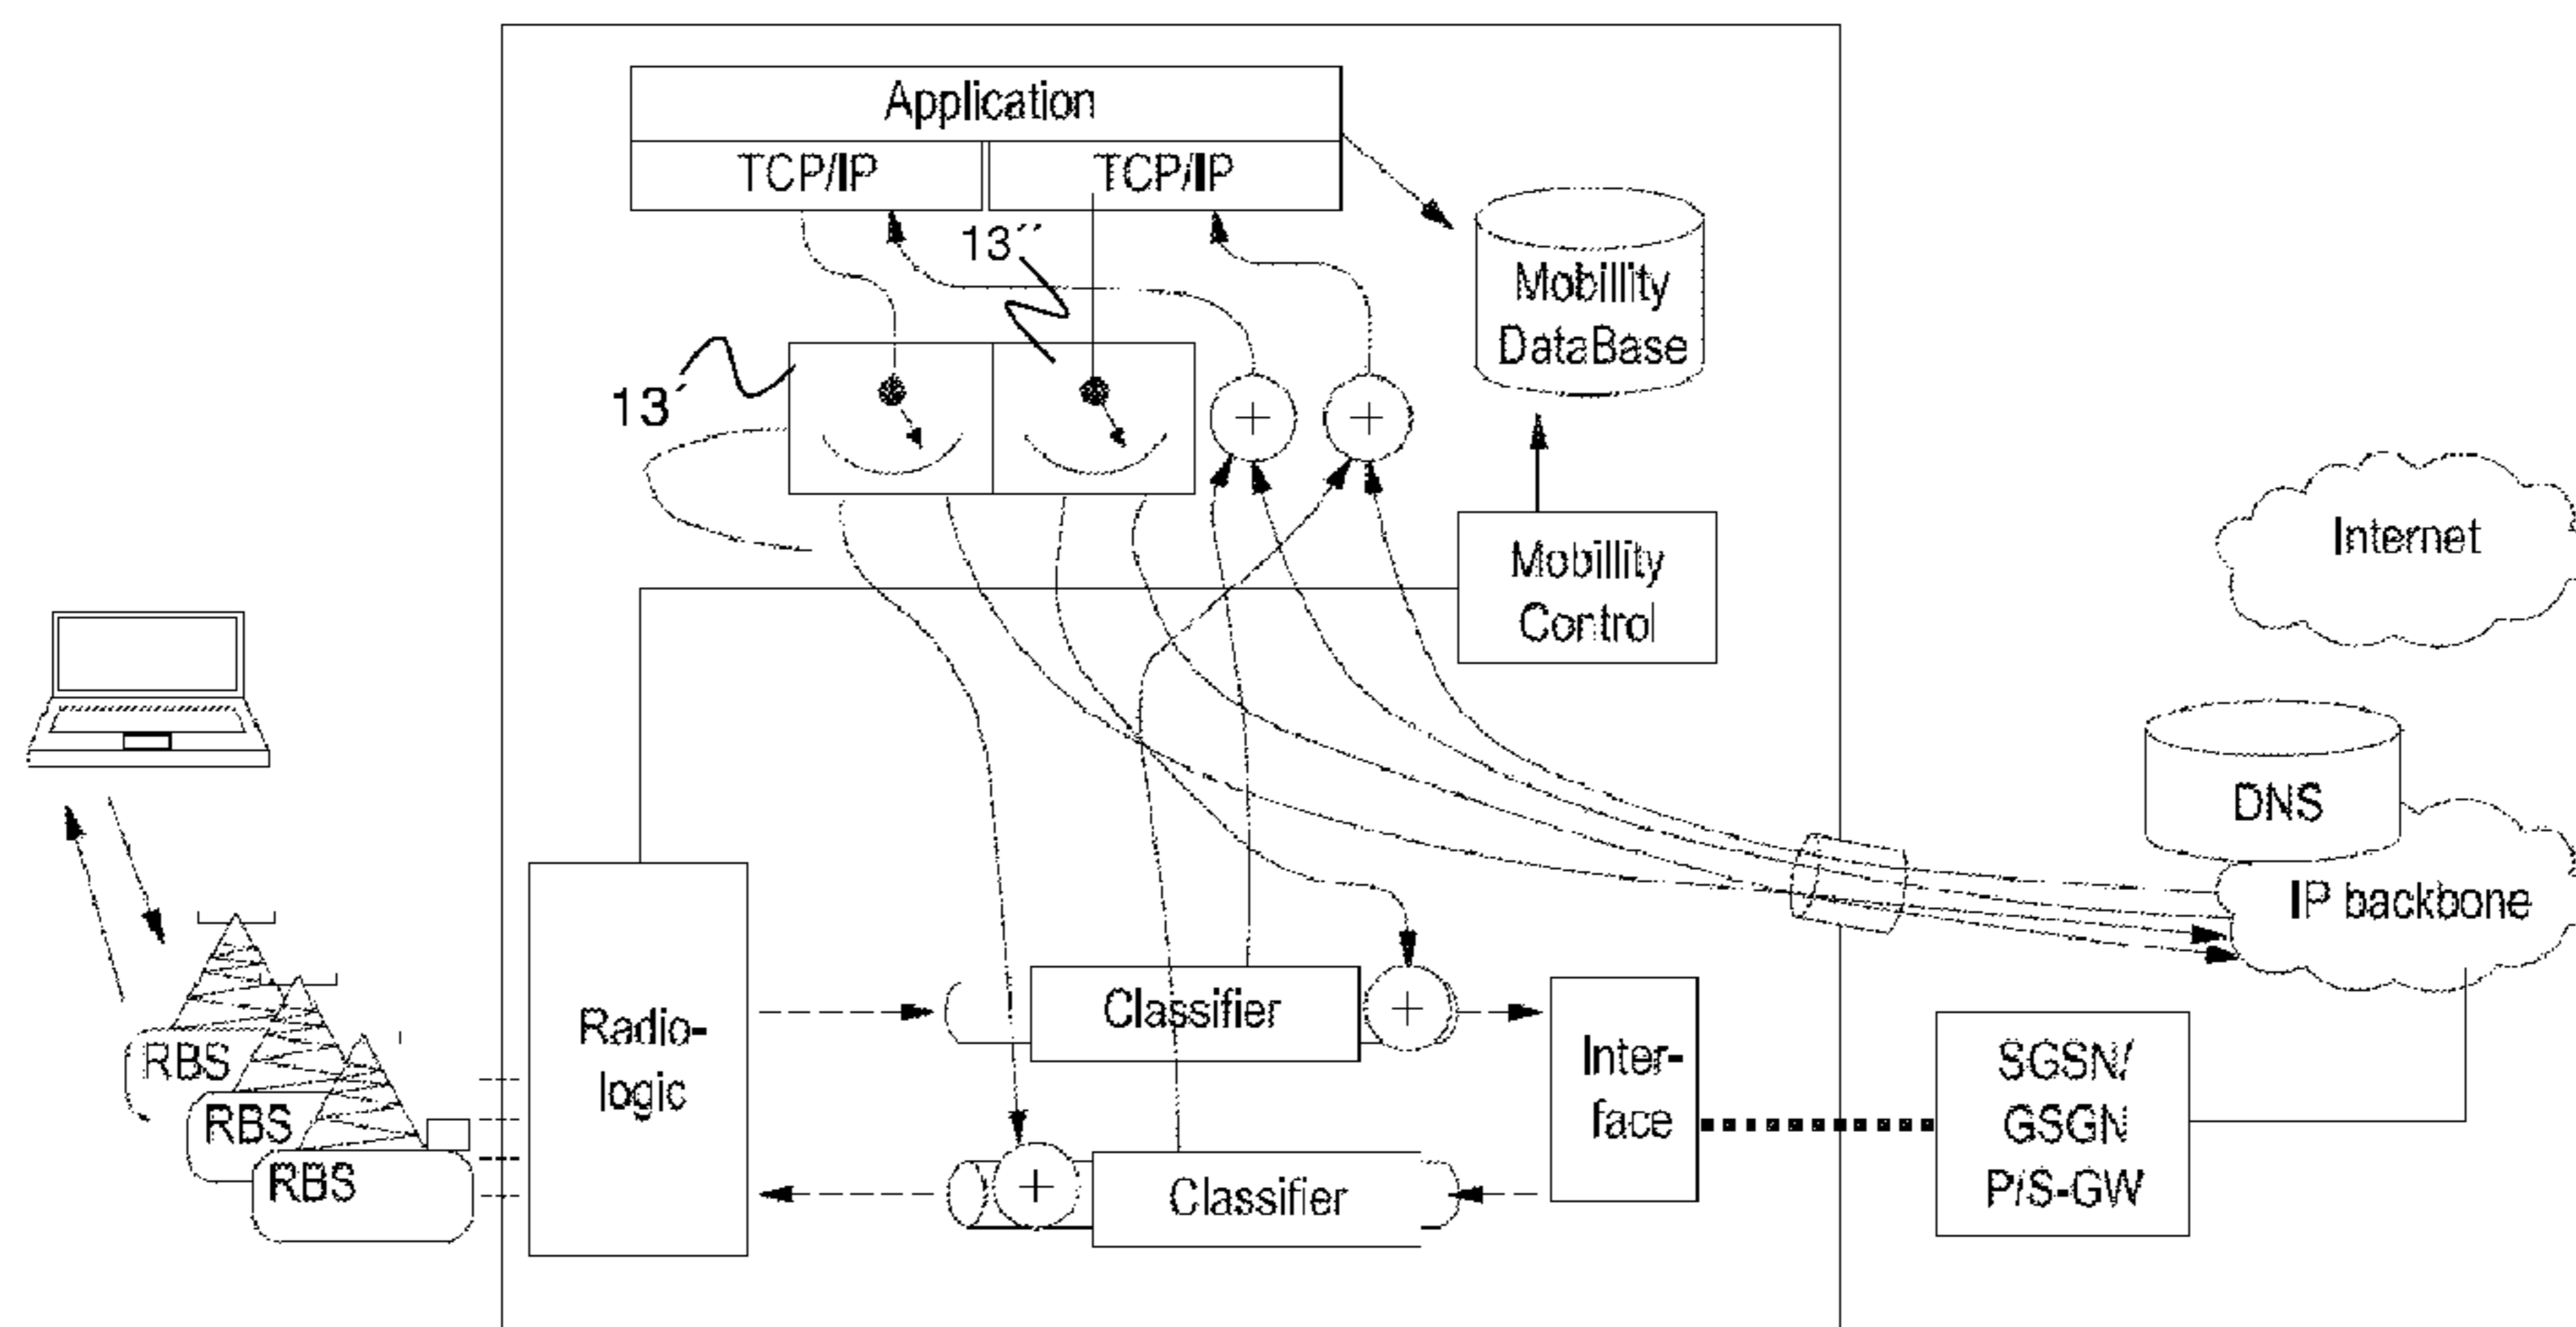 Application
TCP/IP
TCP/IP
13´´
13´
Mobillity
DataBase
Mobillity
Control
Internet
DNS
IP backbone
RBS
RBS
RBS
Radio-
logic
Classifier
Classifier
Inter-
face
SGSN/
GSGN
P/S-GW